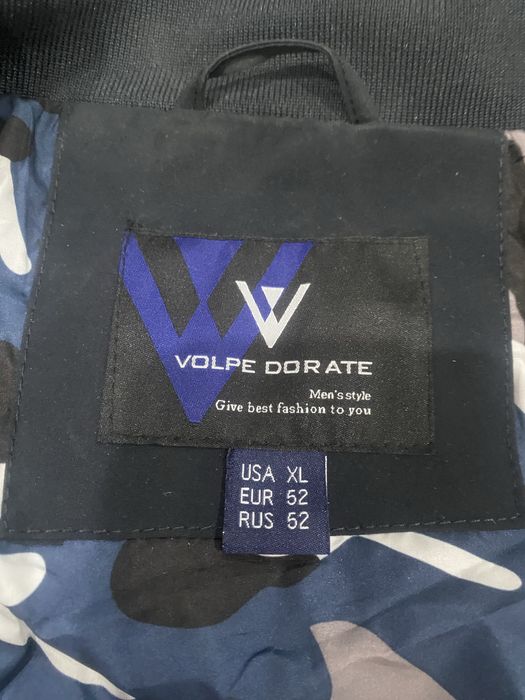 VOLPE DORATE
Men's style
Give best fashion to you
USA XL
EUR 52
RUS 52